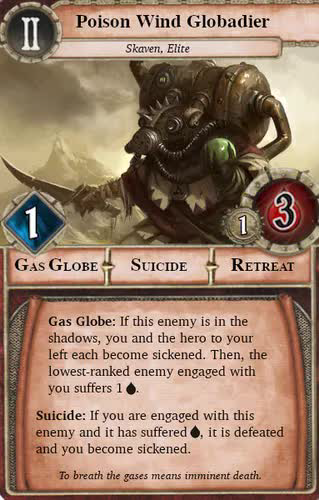 II
Poison Wind Globadier
Skaven, Elite
1
1
3
Gas Globe Suicide Retreat
Gas Globe: If this enemy is in the
shadows, you and the hero to your
left each become sickened. Then, the
lowest-ranked enemy engaged with
you suffers 1 .
Suicide: If you are engaged with this
enemy and it has suffered , it is defeated
and you become sickened.
To breath the gases means imminent death.